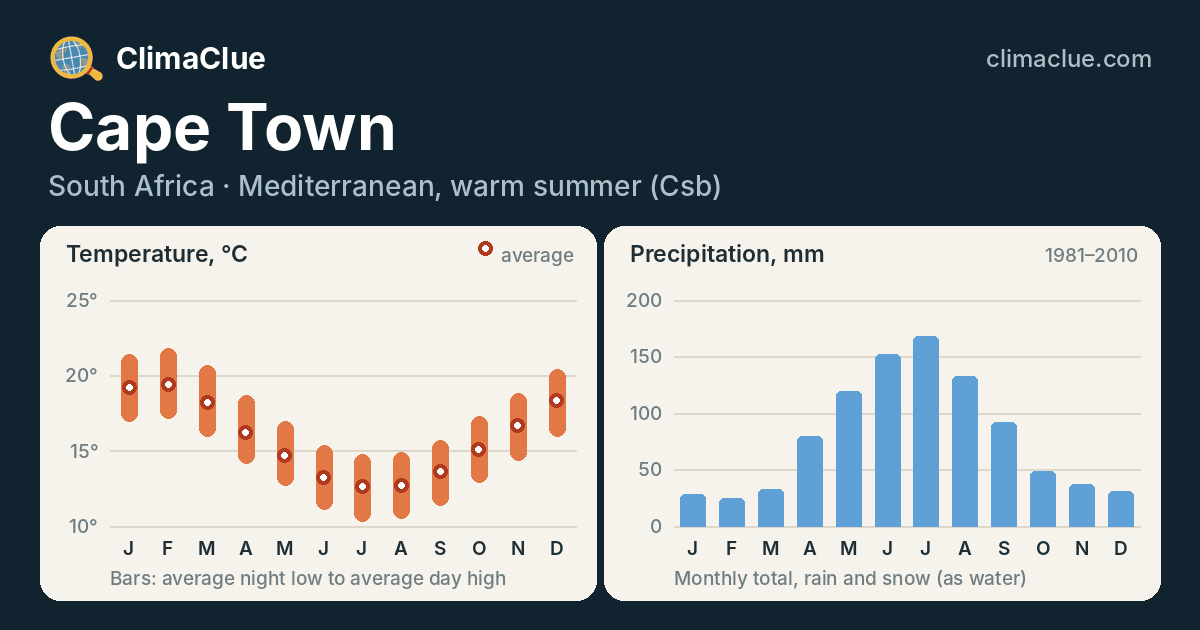 ClimaClue
climaclue.com
Cape Town
South Africa · Mediterranean, warm summer (Csb)
Temperature, °C
average
25°
20°
15°
10°
J F M A M J J A S O N D
Bars: average night low to average day high
Precipitation, mm
1981–2010
200
150
100
50
0
J F M A M J J A S O N D
Monthly total, rain and snow (as water)